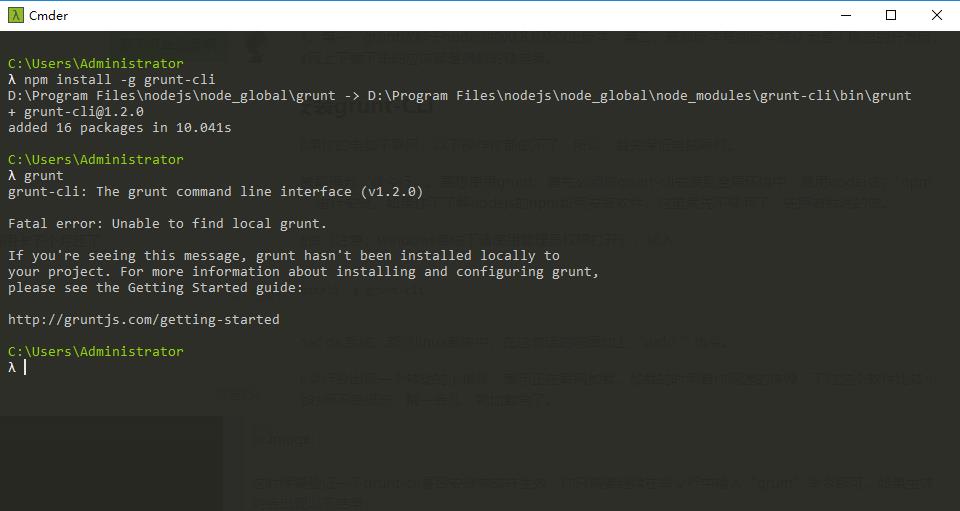 Cmder
C:\Users\Administrator
λ npm install -g grunt-cli
D:\Program Files\nodejs\node_global\grunt -> D:\Program Files\nodejs\node_global\node_modules\grunt-cli\bin\grunt
+ grunt-cli@1.2.0
added 16 packages in 10.041s
C:\Users\Administrator
λ grunt
grunt-cli: The grunt command line interface (v1.2.0)
Fatal error: Unable to find local grunt.
If you're seeing this message, grunt hasn't been installed locally to
your project. For more information about installing and configuring grunt,
please see the Getting Started guide:
http://gruntjs.com/getting-started
C:\Users\Administrator
λ